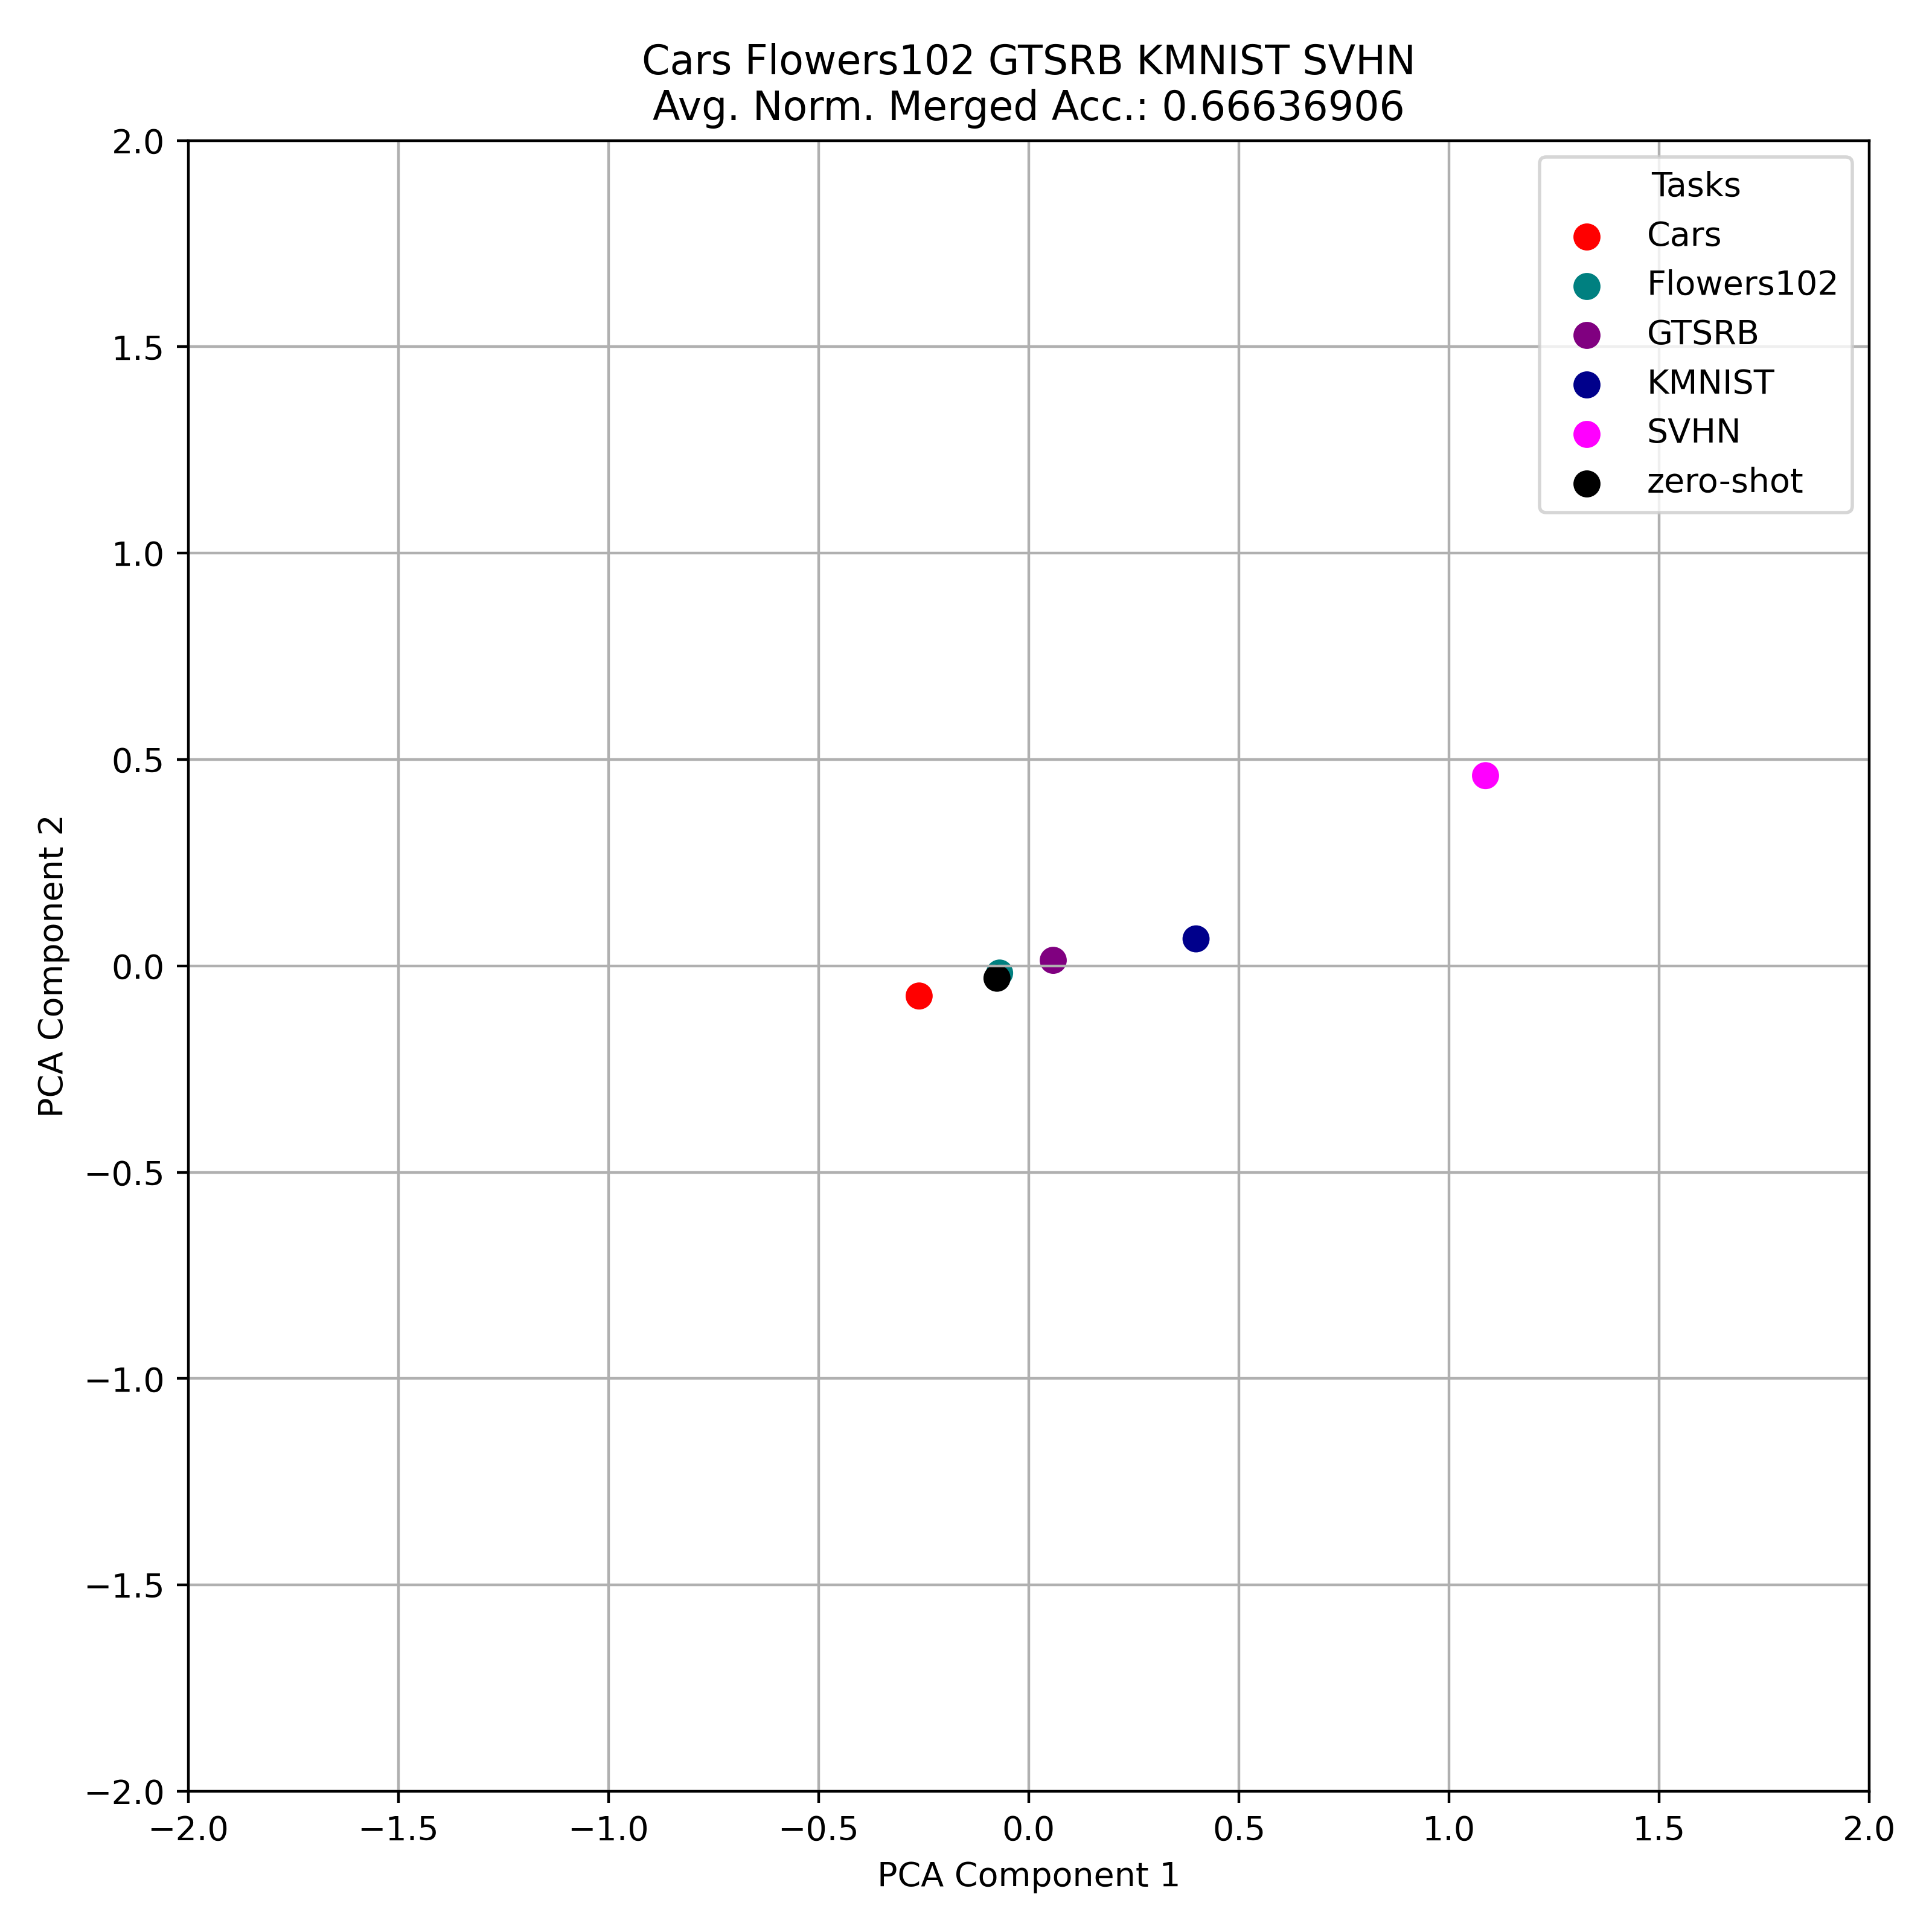 Cars Flowers102 GTSRB KMNIST SVHN
Avg. Norm. Merged Acc.: 0.66636906
Tasks
Cars
Flowers102
GTSRB
KMNIST
SVHN
zero-shot
PCA Component 2
2.0
1.5
1.0
0.5
0.0
−0.5
−1.0
−1.5
−2.0
−2.0 −1.5 −1.0 −0.5 0.0 0.5 1.0 1.5 2.0
PCA Component 1